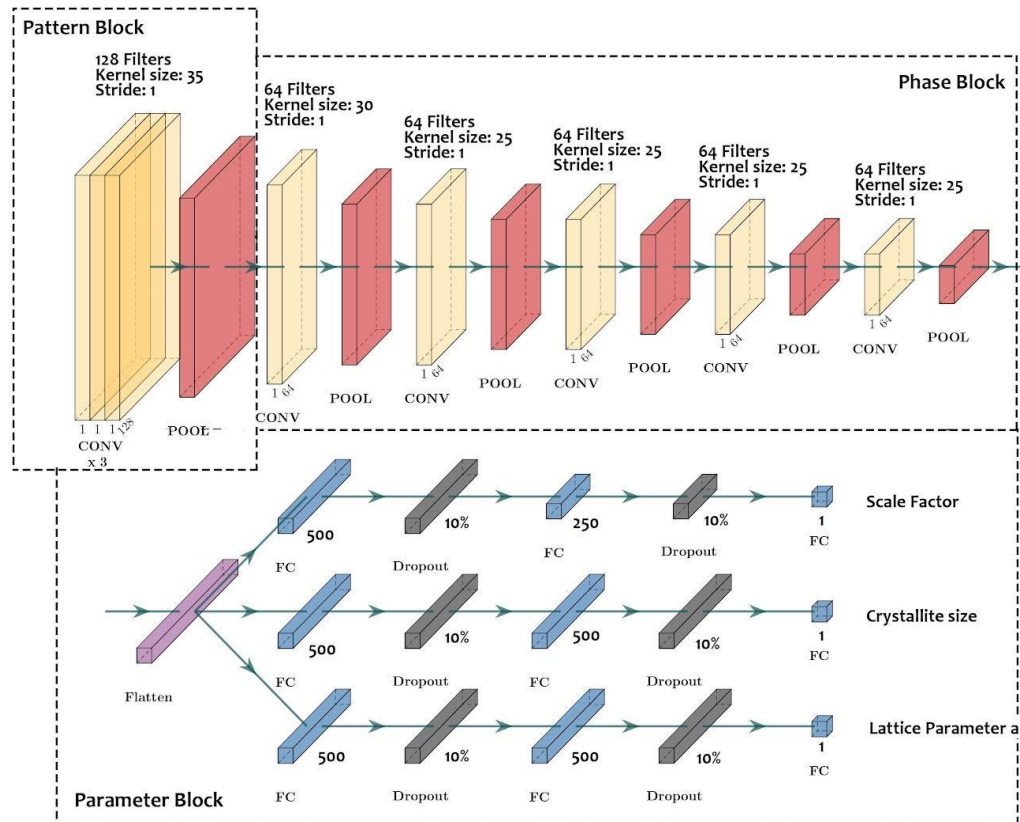 Pattern Block
128 Filters
Kernel size: 35
Stride: 1
1 1 1 128
CONV
x 3
POOL
Phase Block
64 Filters
Kernel size: 30
Stride: 1
1 64
CONV
POOL
64 Filters
Kernel size: 25
Stride: 1
1 64
CONV
POOL
64 Filters
Kernel size: 25
Stride: 1
1 64
CONV
POOL
64 Filters
Kernel size: 25
Stride: 1
1 64
CONV
POOL
64 Filters
Kernel size: 25
Stride: 1
1 64
CONV
POOL
Flatten
500
FC
10%
Dropout
250
FC
10%
Dropout
1
FC
Scale Factor
500
FC
10%
Dropout
500
FC
10%
Dropout
1
FC
Crystallite size
500
FC
10%
Dropout
500
FC
10%
Dropout
1
FC
Lattice Parameter a
Parameter Block